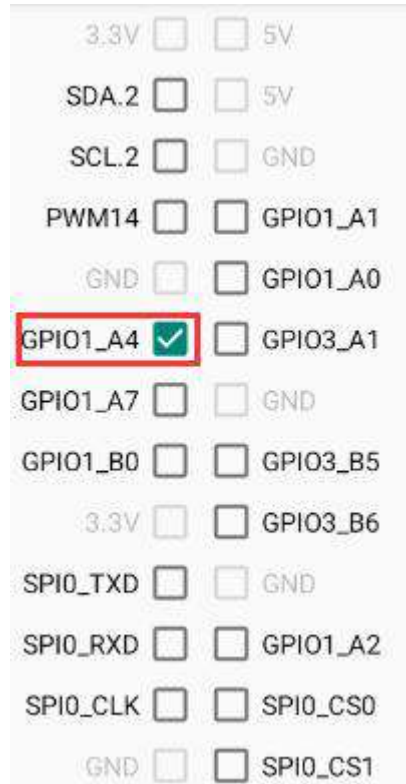 3.3V 5V
SDA.2 5V
SCL.2 GND
PWM14 GPIO1_A1
GND GPIO1_A0
GPIO1_A4 GPIO3_A1
GPIO1_A7 GND
GPIO1_B0 GPIO3_B5
3.3V GPIO3_B6
SPI0_TXD GND
SPI0_RXD GPIO1_A2
SPI0_CLK SPI0_CS0
GND SPI0_CS1